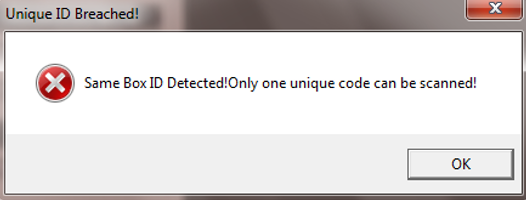 Unique ID Breached!
Same Box ID Detected!Only one unique code can be scanned!
OK